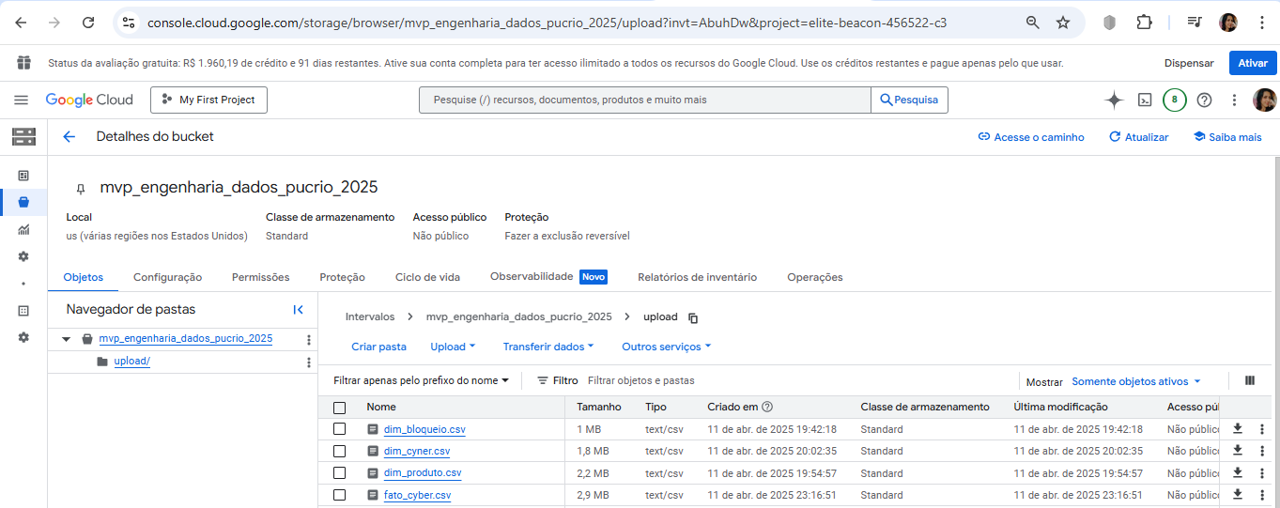 console.cloud.google.com/storage/browser/mvp_engenharia_dados_pucrio_2025/upload?invt=AbuhDw&project=elite-beacon-456522-c3
Status da avaliação gratuita: R$ 1.960,19 de crédito e 91 dias restantes. Ative sua conta completa para ter acesso ilimitado a todos os recursos do Google Cloud. Use os créditos restantes e pague apenas pelo que usar. Dispensar Ativar
Google Cloud My First Project Pesquise (/) recursos, documentos, produtos e muito mais Pesquisa 8
Detalhes do bucket Acesse o caminho Atualizar Saiba mais
mvp_engenharia_dados_pucrio_2025
Local Classe de armazenamento Acesso público Proteção
us (várias regiões nos Estados Unidos) Standard Não público Fazer a exclusão reversível
Objetos Configuração Permissões Proteção Ciclo de vida Observabilidade Novo Relatórios de inventário Operações
Navegador de pastas
mvp_engenharia_dados_pucrio_2025
upload/
Intervalos > mvp_engenharia_dados_pucrio_2025 > upload
Criar pasta Upload Transferir dados Outros serviços
Filtrar apenas pelo prefixo do nome Filtro Filtrar objetos e pastas Mostrar Somente objetos ativos
Nome Tamanho Tipo Criado em Classe de armazenamento Última modificação Acesso púl
dim_bloqueio.csv 1 MB text/csv 11 de abr. de 2025 19:42:18 Standard 11 de abr. de 2025 19:42:18 Não público
dim_cyner.csv 1,8 MB text/csv 11 de abr. de 2025 20:02:35 Standard 11 de abr. de 2025 20:02:35 Não público
dim_produto.csv 2,2 MB text/csv 11 de abr. de 2025 19:54:57 Standard 11 de abr. de 2025 19:54:57 Não público
fato_cyber.csv 2,9 MB text/csv 11 de abr. de 2025 23:16:51 Standard 11 de abr. de 2025 23:16:51 Não público